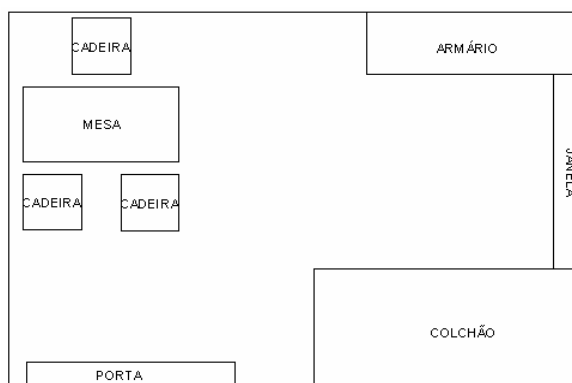 CADEIRA
ARMÁRIO
MESA
JANELA
CADEIRA
CADEIRA
COLCHÃO
PORTA